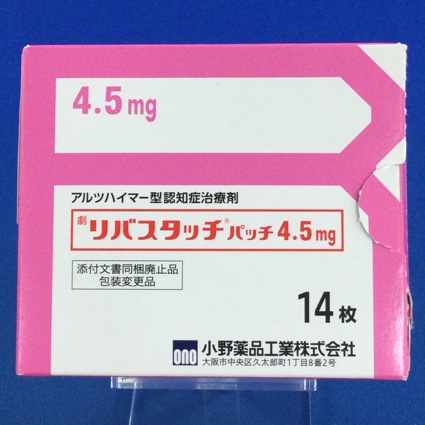 4.5mg
アルツハイマー型認知症治療剤
劇 リバスタッチ®パッチ4.5mg
添付文書同梱廃止品
包装変更品
14枚
ono 小野薬品工業株式会社
大阪市中央区久太郎町1丁目8番2号